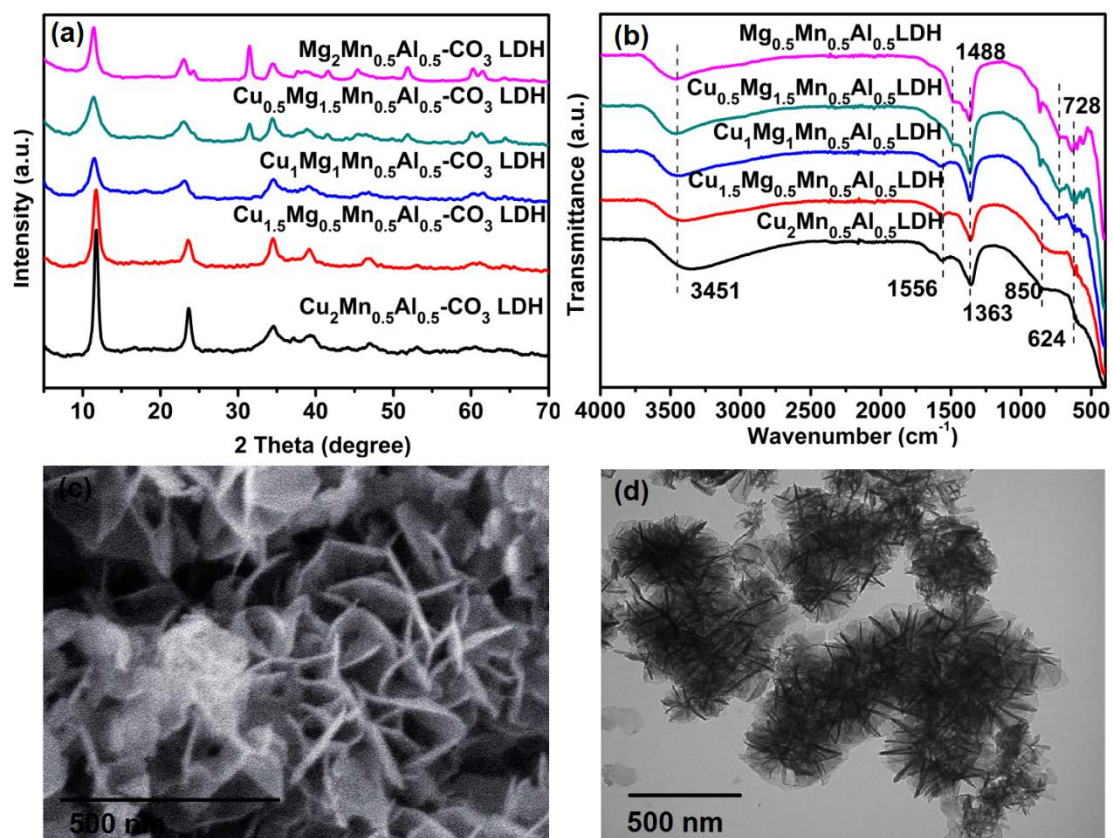 (a)
Mg2Mn0.5Al0.5-CO3 LDH
Cu0.5Mg1.5Mn0.5Al0.5-CO3 LDH
Cu1Mg1Mn0.5Al0.5-CO3 LDH
Cu1.5Mg0.5Mn0.5Al0.5-CO3 LDH
Cu2Mn0.5Al0.5-CO3 LDH
Intensity (a.u.)
10 20 30 40 50 60 70
2 Theta (degree)
(b)
Mg0.5Mn0.5Al0.5LDH
1488
Cu0.5Mg1.5Mn0.5Al0.5LDH
728
Cu1Mg1Mn0.5Al0.5LDH
Cu1.5Mg0.5Mn0.5Al0.5LDH
Cu2Mn0.5Al0.5LDH
3451
1556
1363
850
624
Transmittance (a.u.)
4000 3500 3000 2500 2000 1500 1000 500
Wavenumber (cm-1)
(c)
500 nm
(d)
500 nm